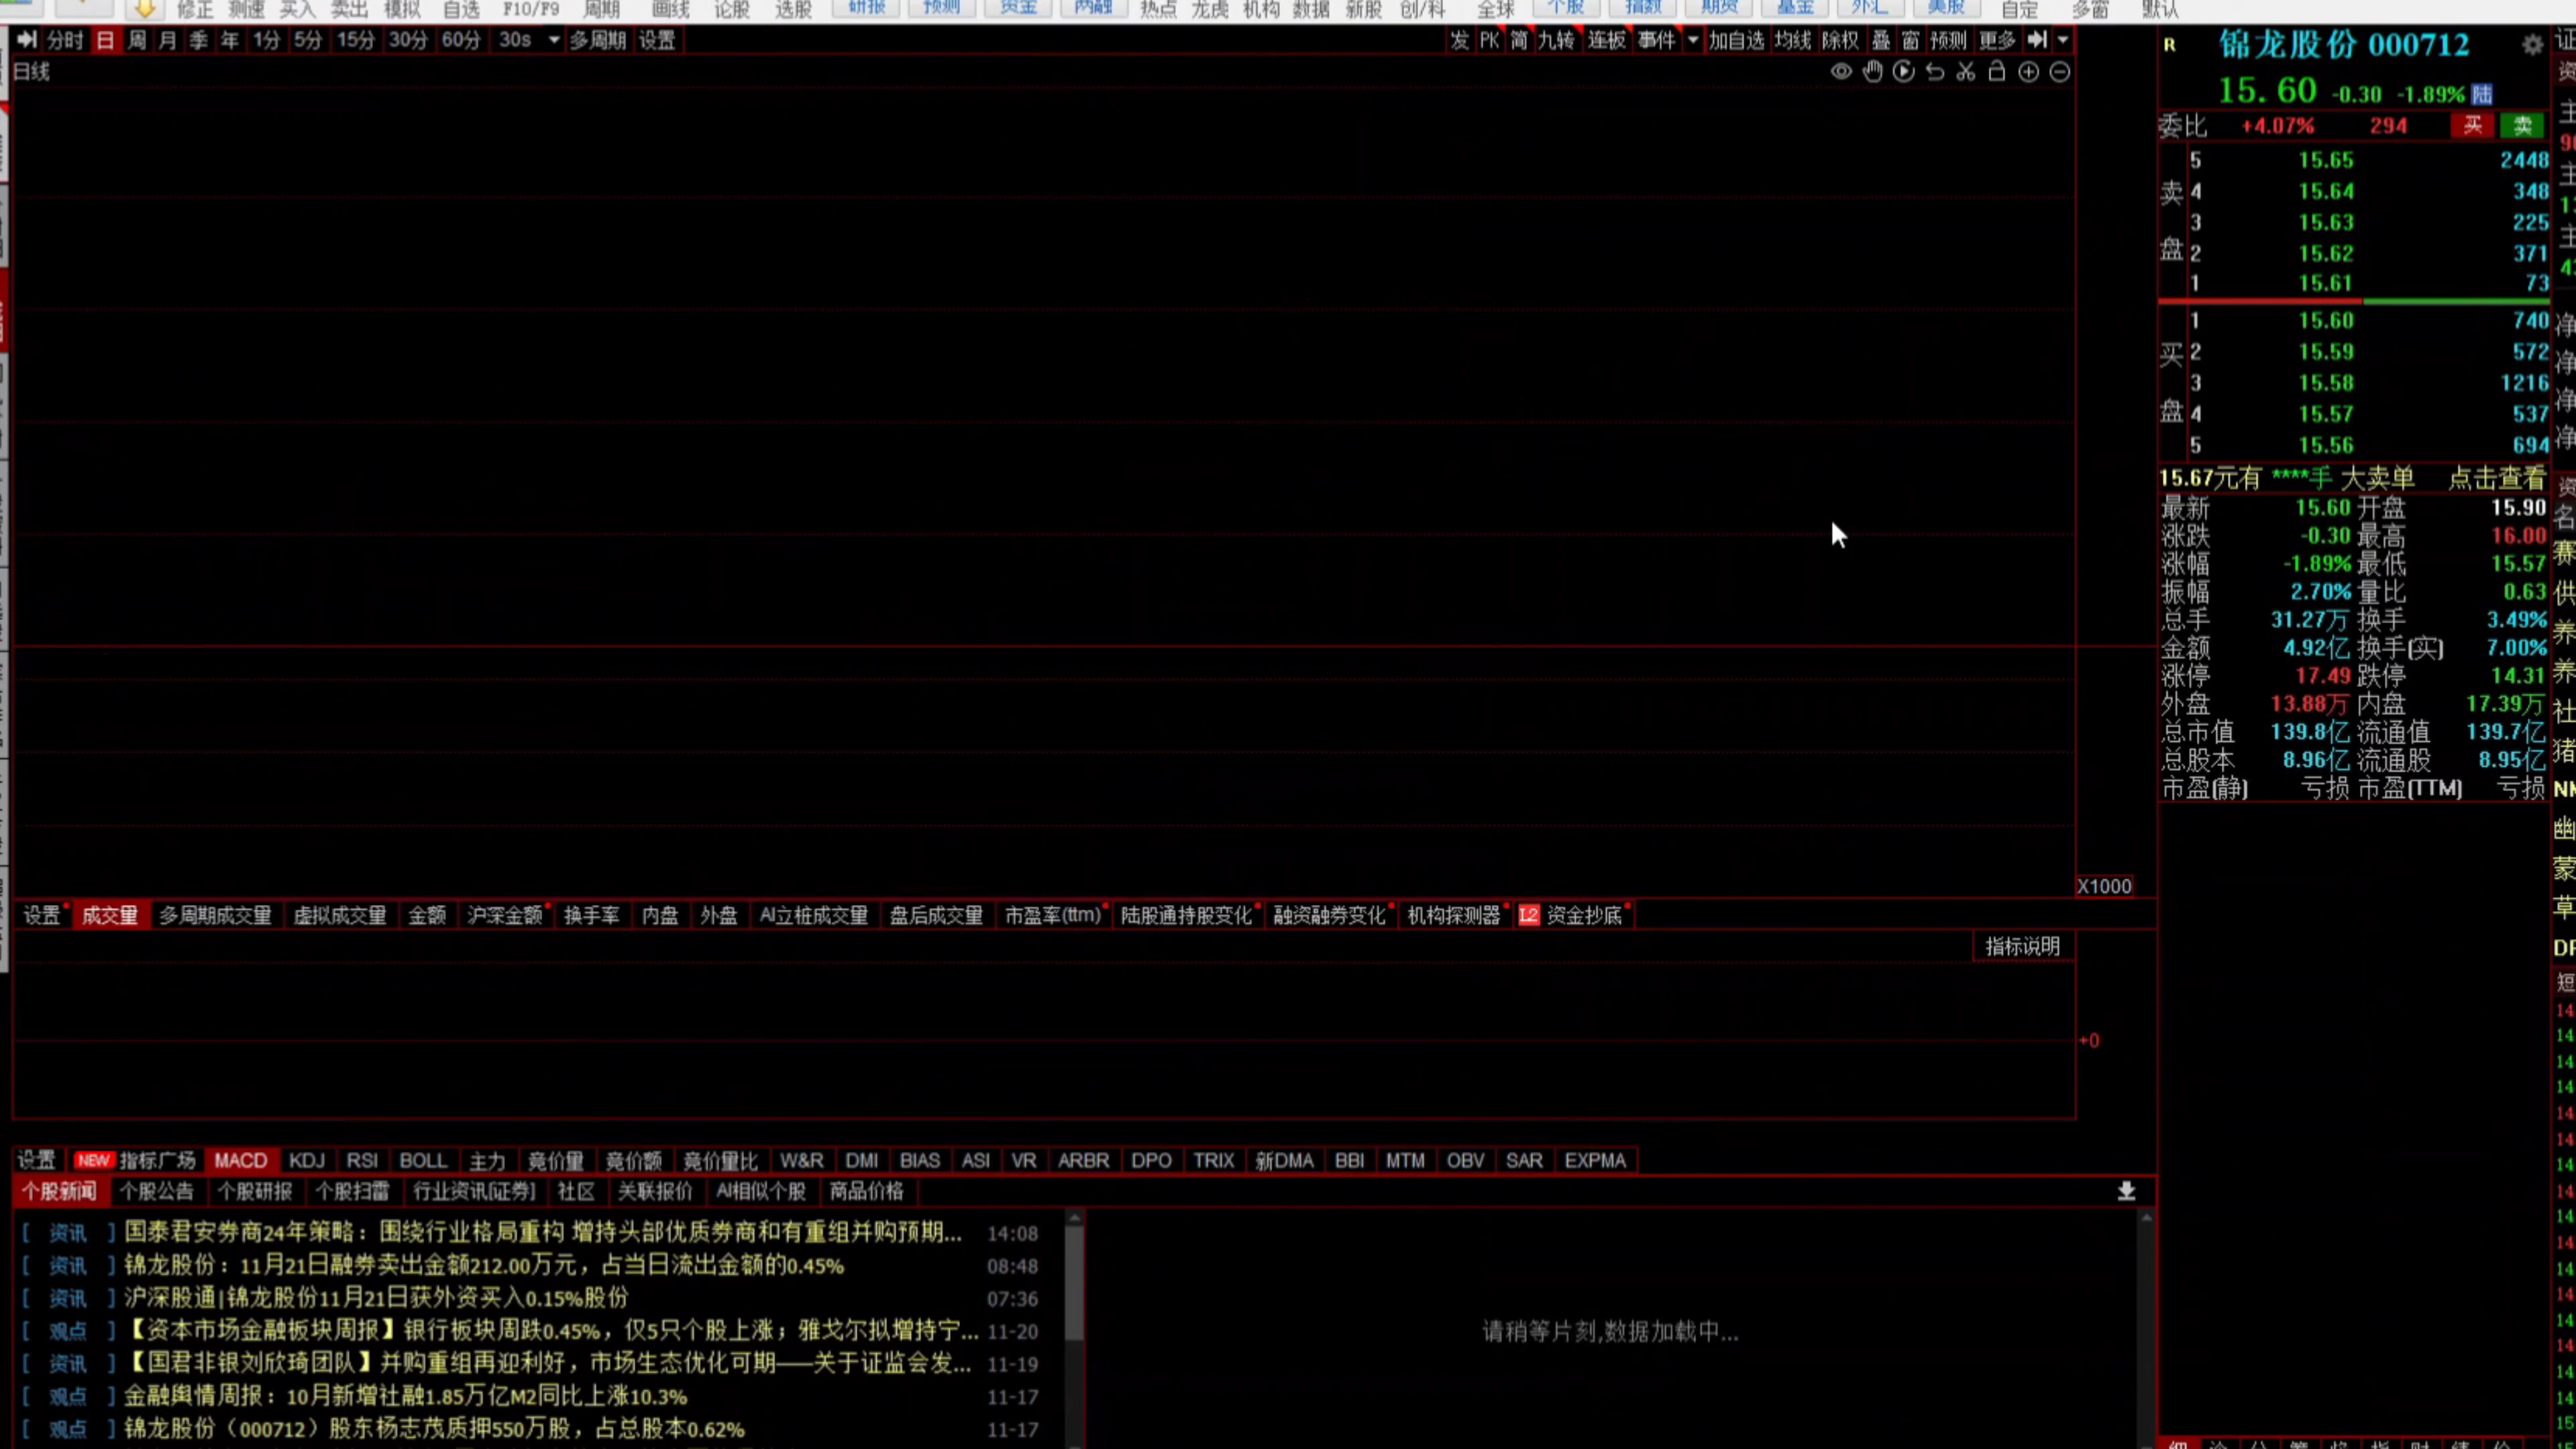 修正 测速 买入 卖出 模拟 自选 F10/F9 周期 画线 论股 选股 研报 预测 资金 两融 热点 龙虎 机构 数据 新股 创/科 全球 个股 指数 期货 基金 外汇 美股 自定 多窗 默认
分时 日 周 月 季 年 1分 5分 15分 30分 60分 30s 多周期 设置 发 PK 简 九转 连板 事件 加自选 均线 除权 叠 窗 预测 更多
日线
R 锦龙股份 000712
15.60 -0.30 -1.89% 陆
委比 +4.07% 294 买 卖
卖盘
5 15.65 2448
4 15.64 348
3 15.63 225
2 15.62 371
1 15.61 73
买盘
1 15.60 740
2 15.59 572
3 15.58 1216
4 15.57 537
5 15.56 694
15.67元有 ****手 大卖单 点击查看
最新 15.60 开盘 15.90
涨跌 -0.30 最高 16.00
涨幅 -1.89% 最低 15.57
振幅 2.70% 量比 0.63
总手 31.27万 换手 3.49%
金额 4.92亿 换手(实) 7.00%
涨停 17.49 跌停 14.31
外盘 13.88万 内盘 17.39万
总市值 139.8亿 流通值 139.7亿
总股本 8.96亿 流通股 8.95亿
市盈(静) 亏损 市盈(TTM) 亏损
X1000
设置 成交量 多周期成交量 虚拟成交量 金额 沪深金额 换手率 内盘 外盘 AI立桩成交量 盘后成交量 市盈率(ttm) 陆股通持股变化 融资融券变化 机构探测器 L2 资金抄底
指标说明
+0
设置 NEW 指标广场 MACD KDJ RSI BOLL 主力 竞价量 竞价额 竞价量比 W&R DMI BIAS ASI VR ARBR DPO TRIX 新DMA BBI MTM OBV SAR EXPMA
个股新闻 个股公告 个股研报 个股扫雷 行业资讯[证券] 社区 关联报价 AI相似个股 商品价格
[ 资讯 ] 国泰君安券商24年策略：围绕行业格局重构 增持头部优质券商和有重组并购预期... 14:08
[ 资讯 ] 锦龙股份：11月21日融券卖出金额212.00万元，占当日流出金额的0.45% 08:48
[ 资讯 ] 沪深股通|锦龙股份11月21日获外资买入0.15%股份 07:36
[ 观点 ] 【资本市场金融板块周报】银行板块周跌0.45%，仅5只个股上涨；雅戈尔拟增持宁... 11-20
[ 资讯 ] 【国君非银刘欣琦团队】并购重组再迎利好，市场生态优化可期——关于证监会发... 11-19
[ 观点 ] 金融舆情周报：10月新增社融1.85万亿M2同比上涨10.3% 11-17
[ 观点 ] 锦龙股份（000712）股东杨志茂质押550万股，占总股本0.62% 11-17
请稍等片刻,数据加载中...